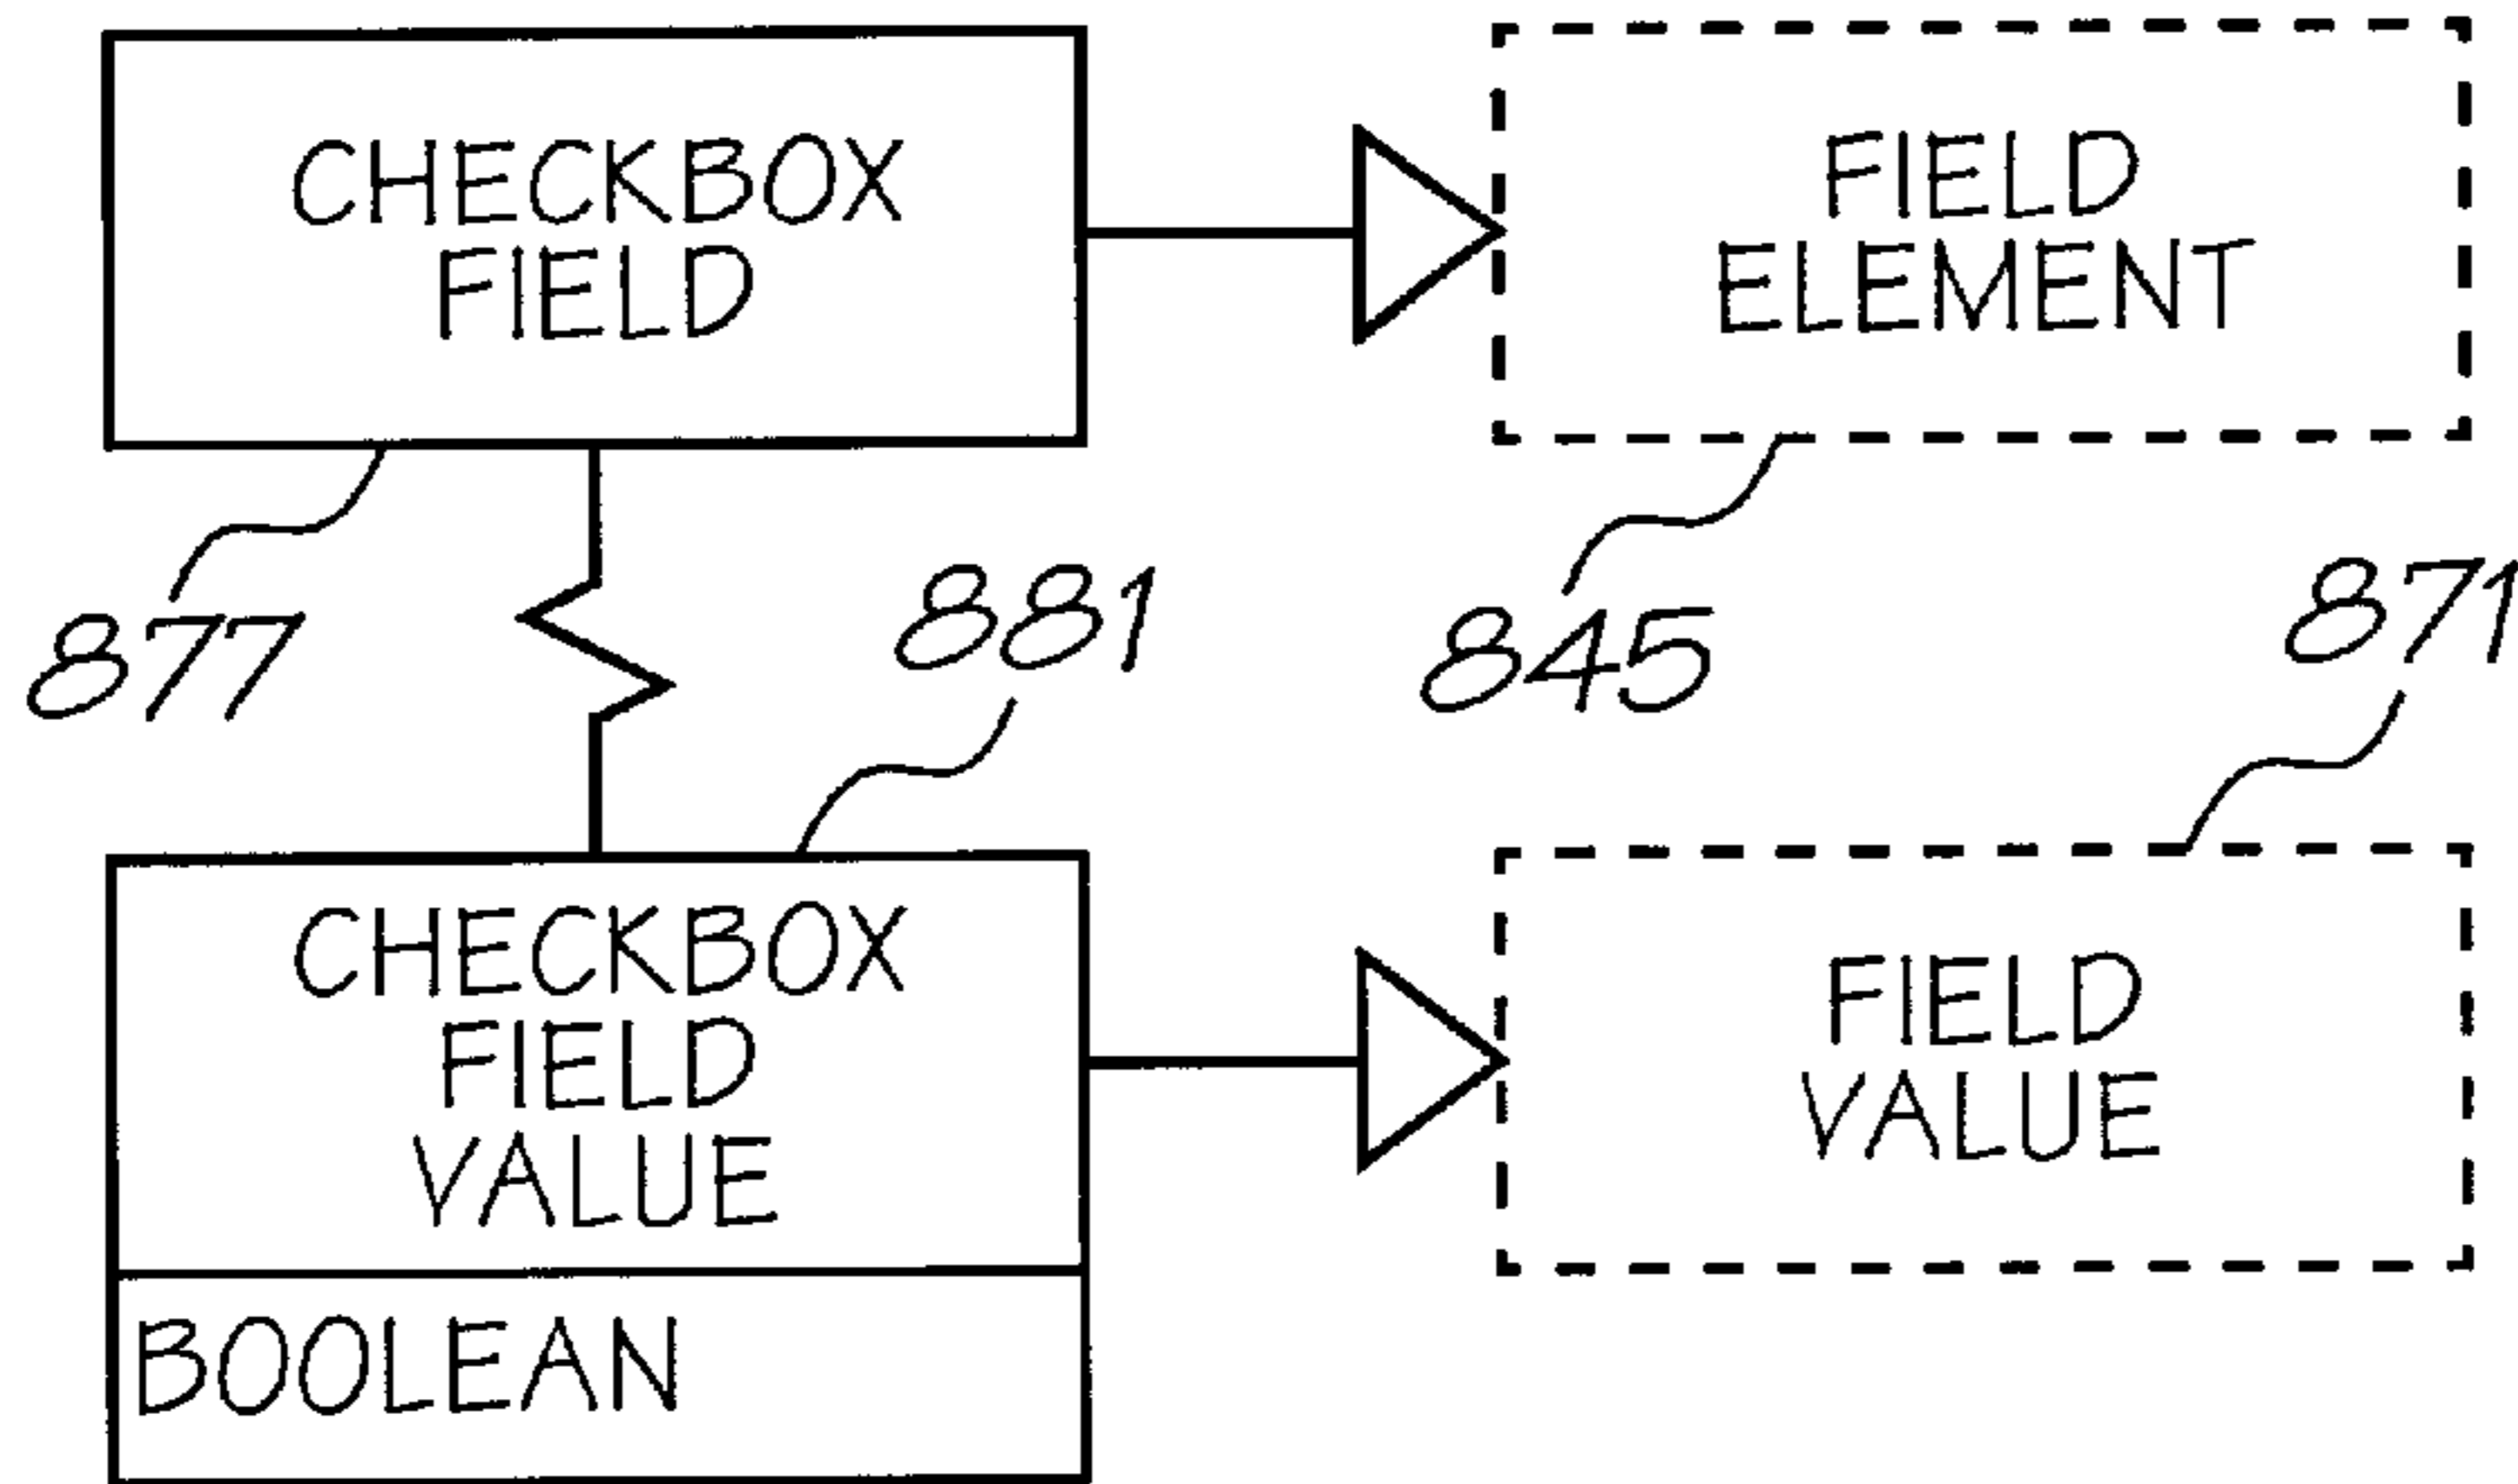 CHECKBOX
FIELD
FIELD
ELEMENT
877
881
845
871
CHECKBOX
FIELD
VALUE
BOOLEAN
FIELD
VALUE